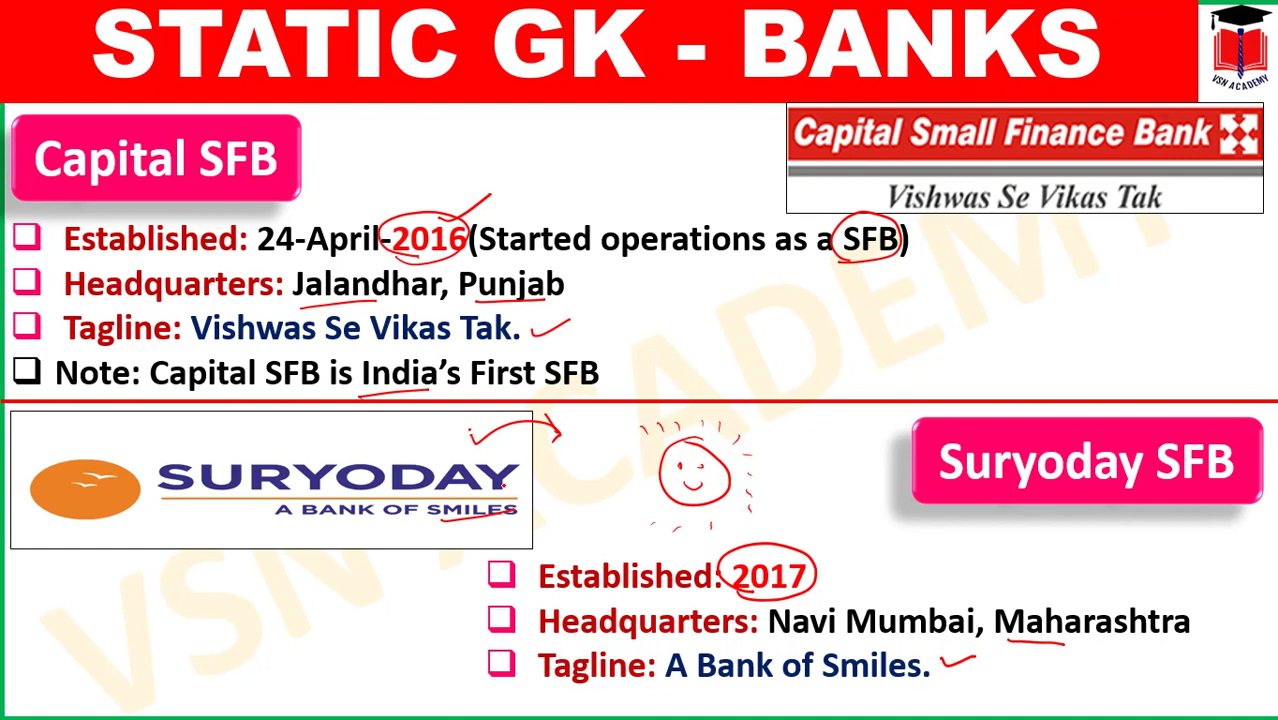 STATIC GK - BANKS
VSN ACADEMY
Capital SFB
Capital Small Finance Bank
Vishwas Se Vikas Tak
Established: 24-April-2016(Started operations as a SFB)
Headquarters: Jalandhar, Punjab
Tagline: Vishwas Se Vikas Tak.
Note: Capital SFB is India's First SFB
SURYODAY
A BANK OF SMILES
Suryoday SFB
Established: 2017
Headquarters: Navi Mumbai, Maharashtra
Tagline: A Bank of Smiles.
VSN ACADEMY